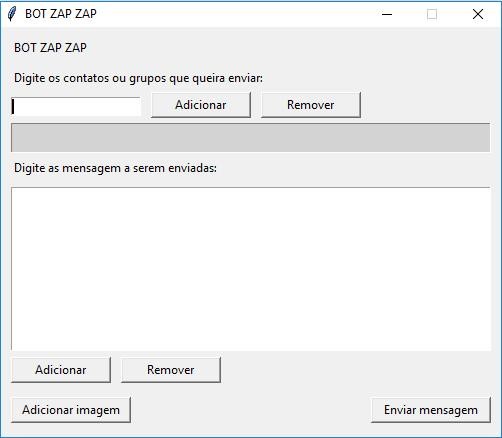 BOT ZAP ZAP
BOT ZAP ZAP
Digite os contatos ou grupos que queira enviar:
Adicionar Remover
Digite as mensagem a serem enviadas:
Adicionar Remover
Adicionar imagem Enviar mensagem